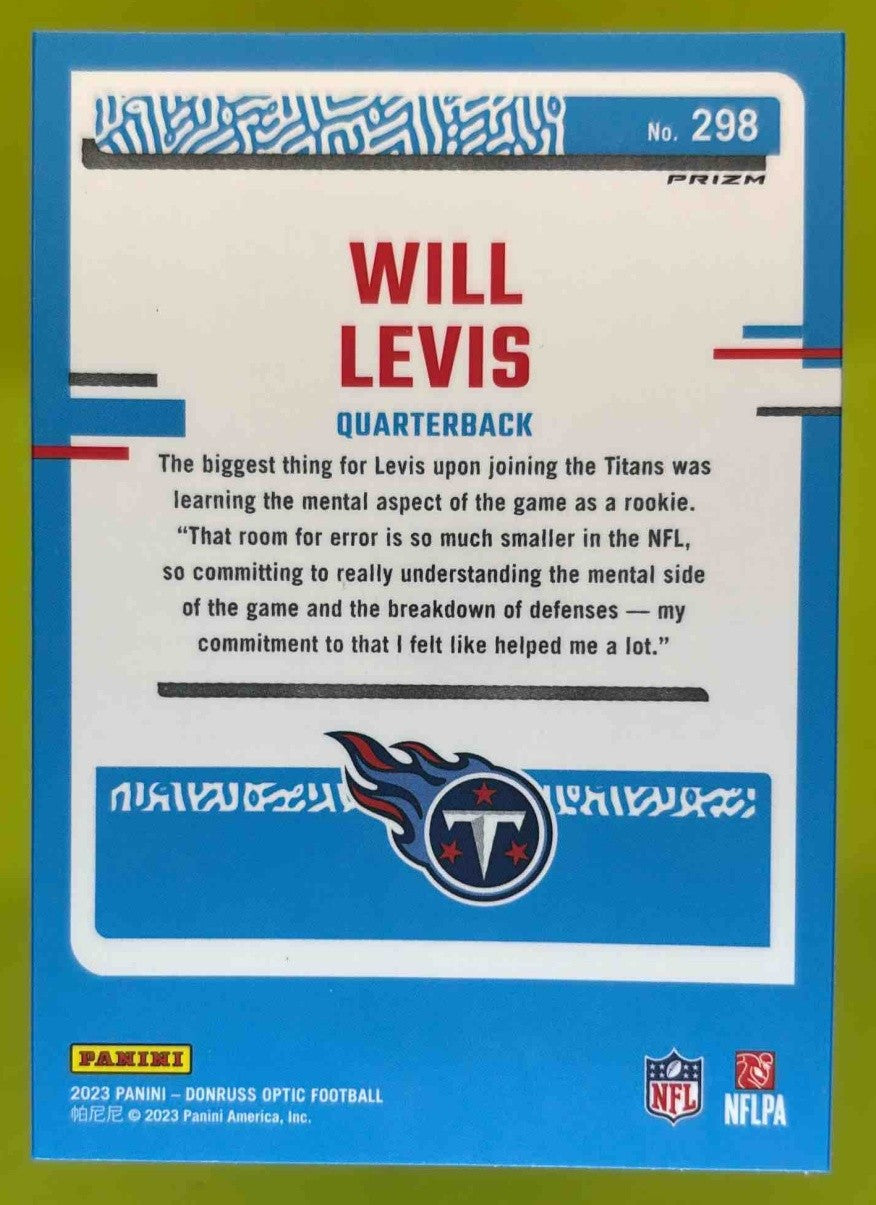 No. 298
PRIZM
WILL
LEVIS
QUARTERBACK
The biggest thing for Levis upon joining the Titans was
learning the mental aspect of the game as a rookie.
“That room for error is so much smaller in the NFL,
so committing to really understanding the mental side
of the game and the breakdown of defenses — my
commitment to that I felt like helped me a lot.”
T
PANINI
2023 PANINI – DONRUSS OPTIC FOOTBALL
帕尼尼 © 2023 Panini America, Inc.
NFL
NFLPA